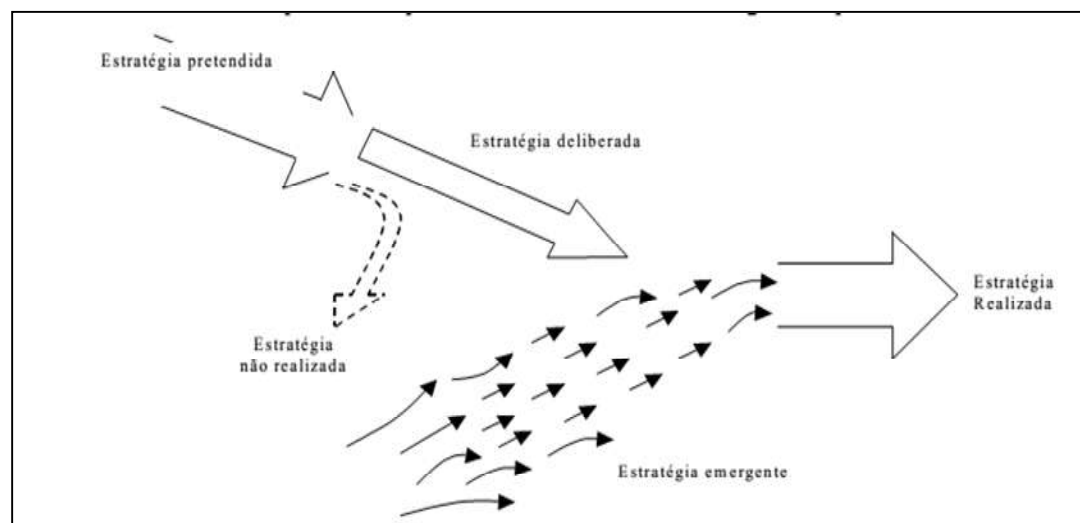 Estratégia pretendida
Estratégia deliberada
Estratégia
Realizada
Estratégia
não realizada
Estratégia emergente